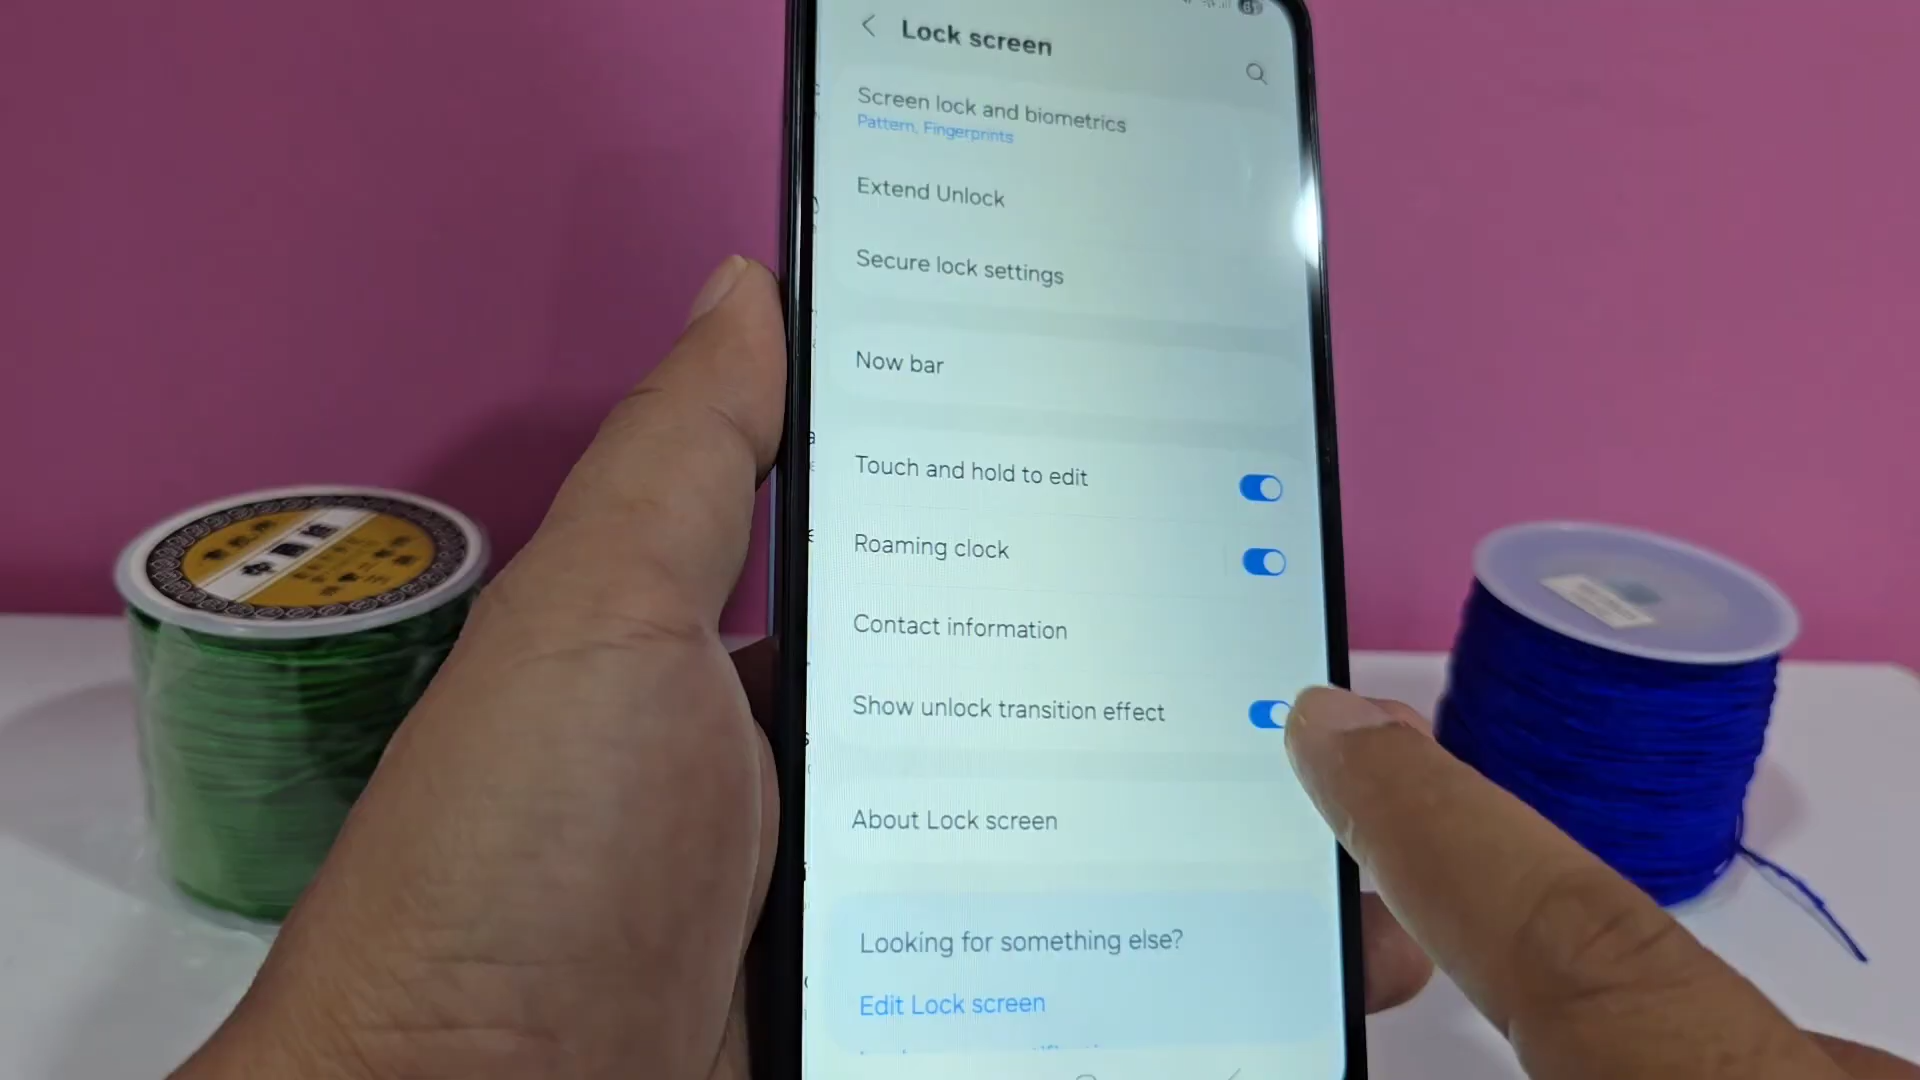 61
Lock screen
Screen lock and biometrics
Pattern, Fingerprints
Extend Unlock
Secure lock settings
Now bar
Touch and hold to edit
Roaming clock
Contact information
Show unlock transition effect
About Lock screen
Looking for something else?
Edit Lock screen